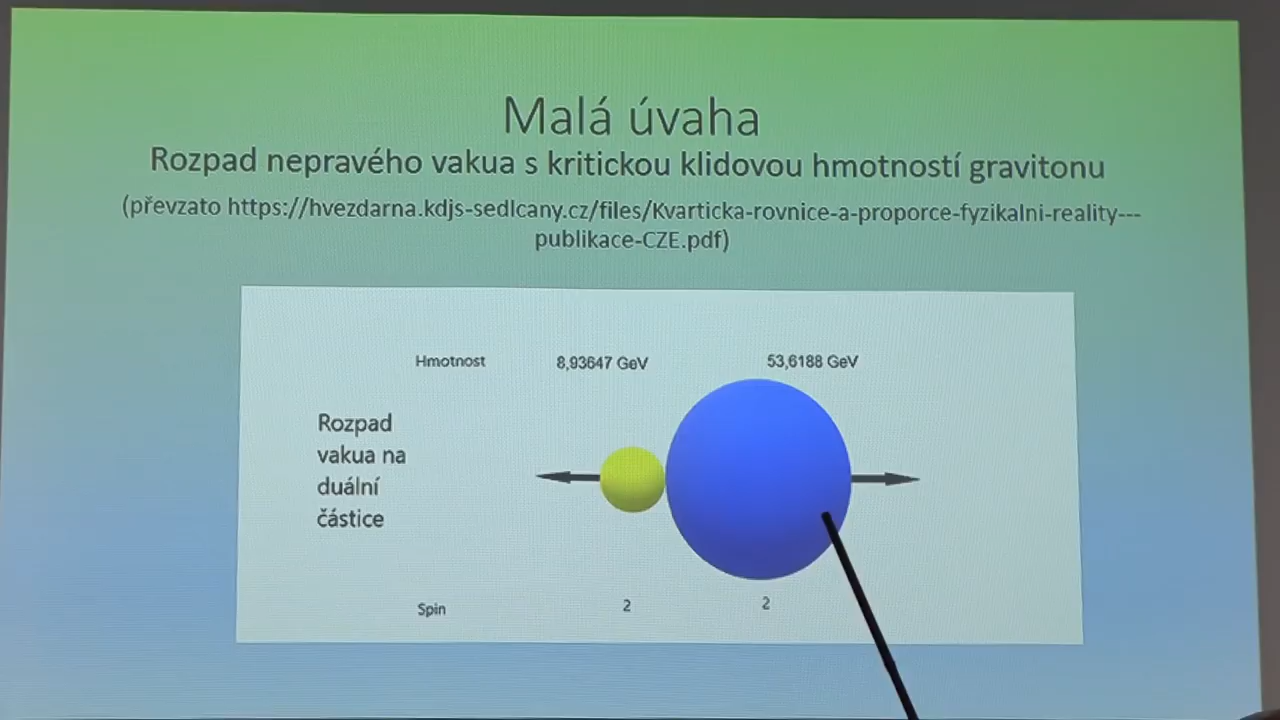 Malá úvaha
Rozpad nepravého vakua s kritickou klidovou hmotností gravitonu
(převzato https://hvezdarna.kdjs-sedlcany.cz/files/Kvarticka-rovnice-a-proporce-fyzikalni-reality---
publikace-CZE.pdf)
Hmotnost 8,93647 GeV 53,6188 GeV
Rozpad
vakua na
duální
částice
Spin 2 2